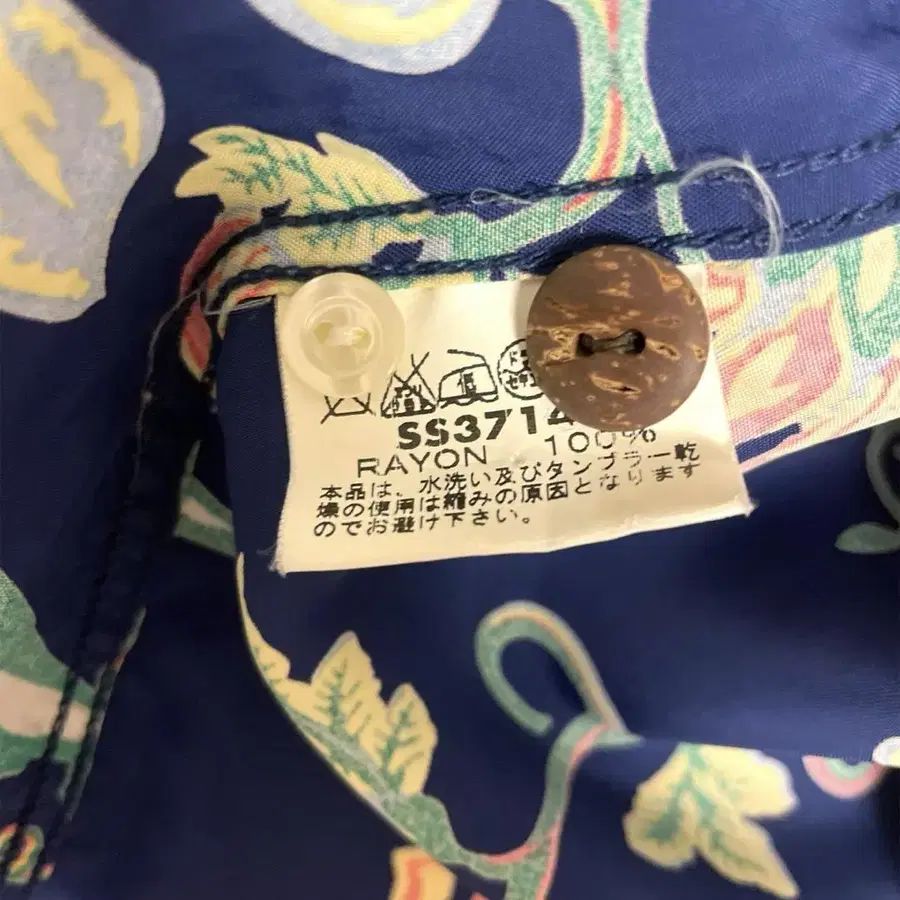 低
SS3714
RAYON 100%
本品は、水洗い及びタンブラー乾
燥の使用は縮みの原因となります
のでお避け下さい。